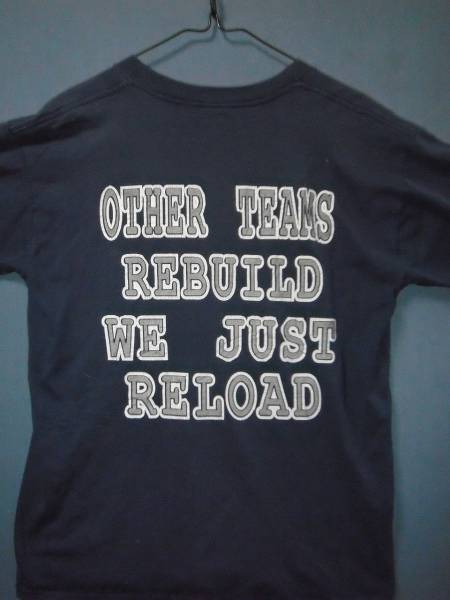 OTHER TEAMS
REBUILD
WE JUST
RELOAD